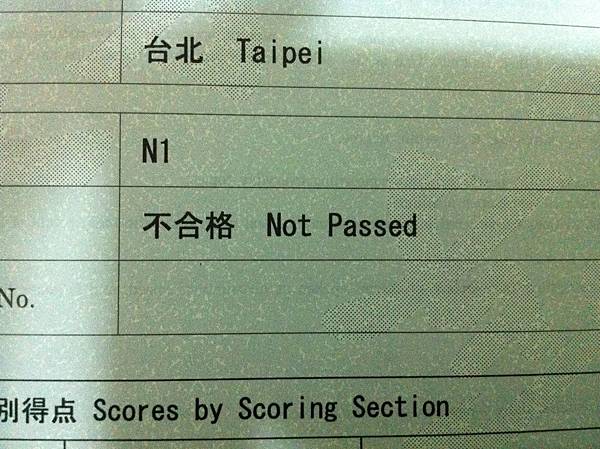 台北 Taipei
N1
不合格 Not Passed
No.
別得点 Scores by Scoring Section